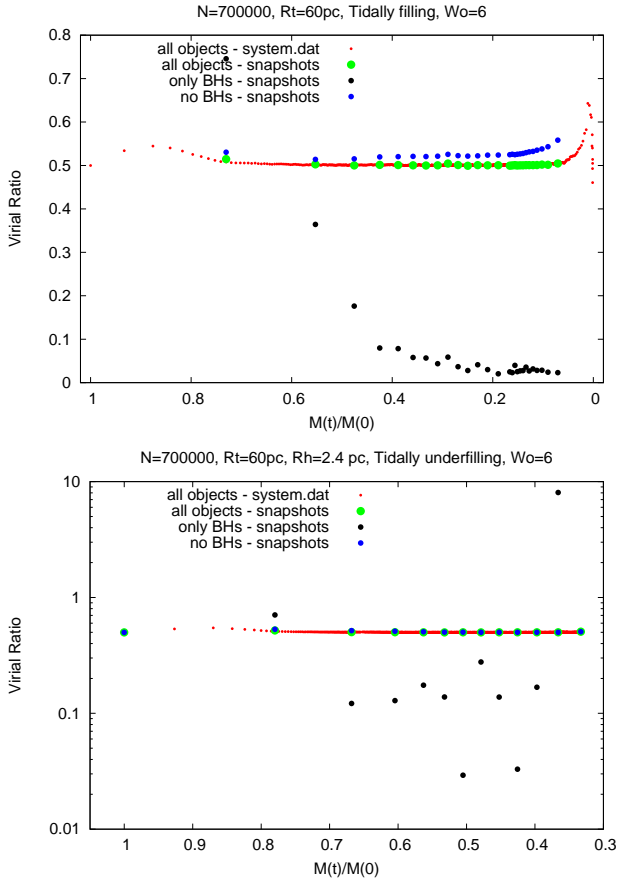 N=700000, Rt=60pc, Tidally filling, Wo=6
all objects - system.dat
all objects - snapshots
only BHs - snapshots
no BHs - snapshots
0.8
0.7
0.6
0.5
0.4
0.3
0.2
0.1
0
Virial Ratio
1 0.8 0.6 0.4 0.2 0
M(t)/M(0)
N=700000, Rt=60pc, Rh=2.4 pc, Tidally underfilling, Wo=6
all objects - system.dat
all objects - snapshots
only BHs - snapshots
no BHs - snapshots
10
1
0.1
0.01
Virial Ratio
1 0.9 0.8 0.7 0.6 0.5 0.4 0.3
M(t)/M(0)